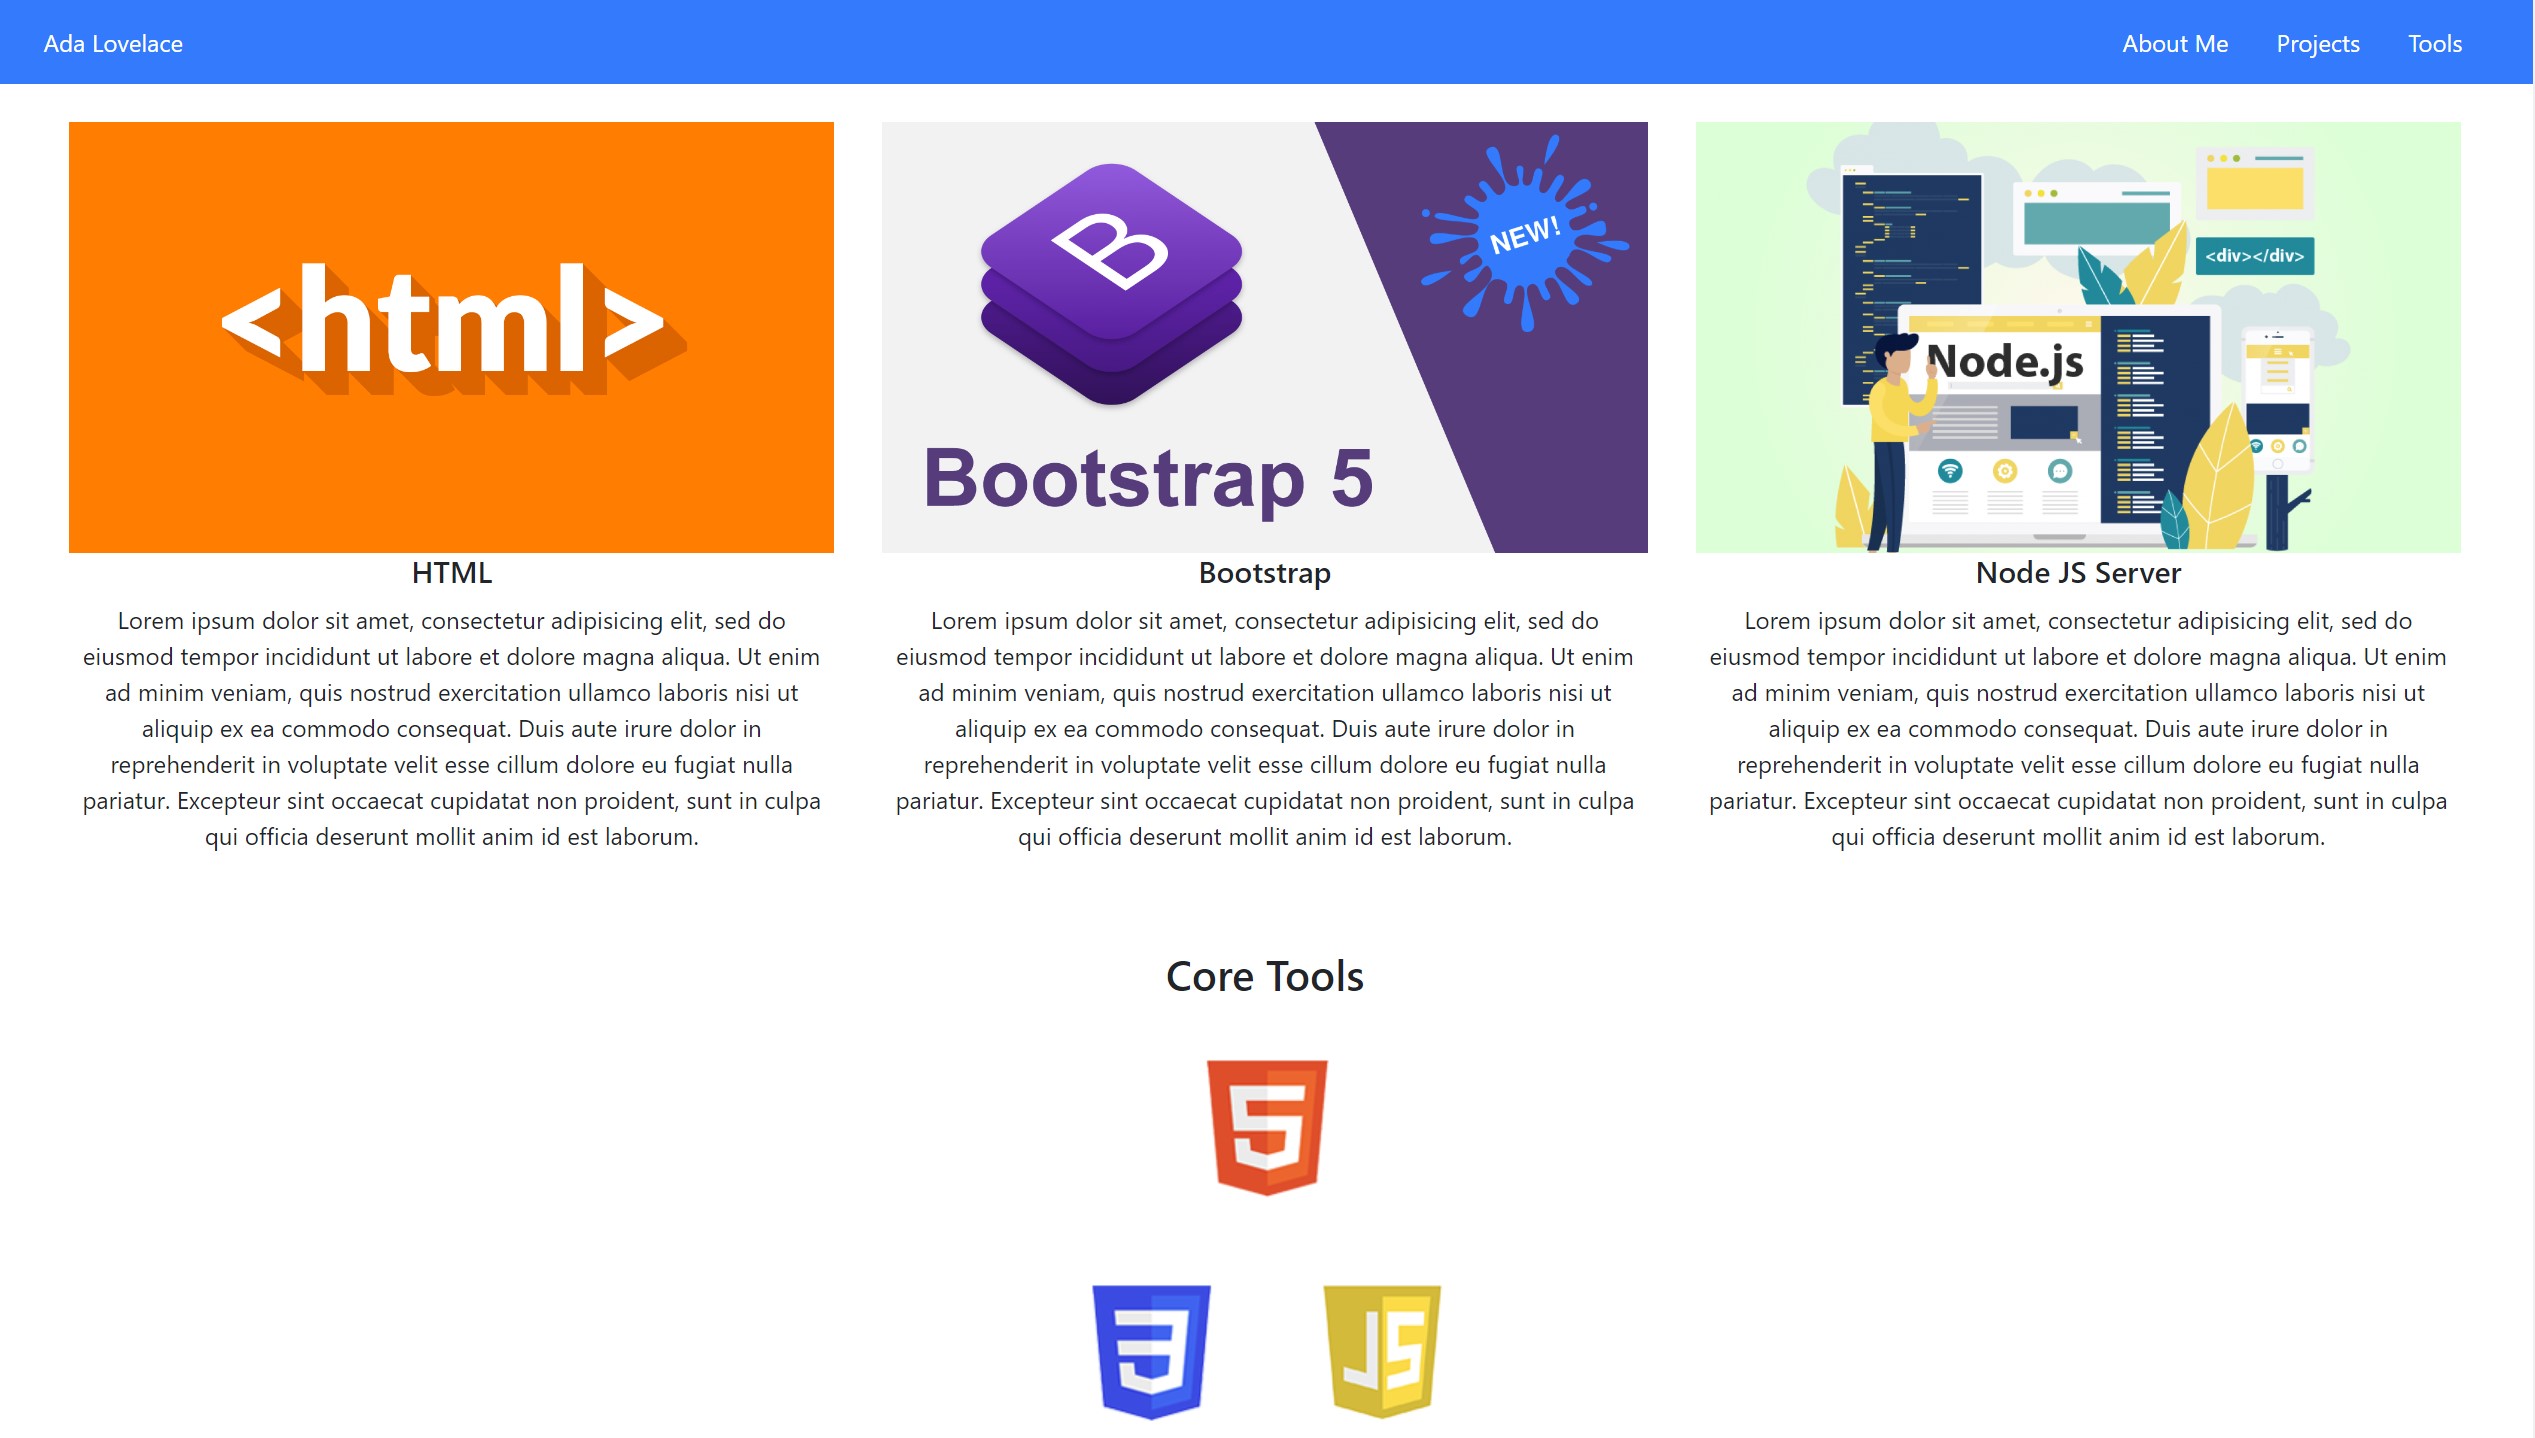 Ada Lovelace
About Me
Projects
Tools
<html>
B
NEW!
Bootstrap 5
<div></div>
Node.js
HTML
Lorem ipsum dolor sit amet, consectetur adipisicing elit, sed do
eiusmod tempor incididunt ut labore et dolore magna aliqua. Ut enim
ad minim veniam, quis nostrud exercitation ullamco laboris nisi ut
aliquip ex ea commodo consequat. Duis aute irure dolor in
reprehenderit in voluptate velit esse cillum dolore eu fugiat nulla
pariatur. Excepteur sint occaecat cupidatat non proident, sunt in culpa
qui officia deserunt mollit anim id est laborum.
Bootstrap
Lorem ipsum dolor sit amet, consectetur adipisicing elit, sed do
eiusmod tempor incididunt ut labore et dolore magna aliqua. Ut enim
ad minim veniam, quis nostrud exercitation ullamco laboris nisi ut
aliquip ex ea commodo consequat. Duis aute irure dolor in
reprehenderit in voluptate velit esse cillum dolore eu fugiat nulla
pariatur. Excepteur sint occaecat cupidatat non proident, sunt in culpa
qui officia deserunt mollit anim id est laborum.
Node JS Server
Lorem ipsum dolor sit amet, consectetur adipisicing elit, sed do
eiusmod tempor incididunt ut labore et dolore magna aliqua. Ut enim
ad minim veniam, quis nostrud exercitation ullamco laboris nisi ut
aliquip ex ea commodo consequat. Duis aute irure dolor in
reprehenderit in voluptate velit esse cillum dolore eu fugiat nulla
pariatur. Excepteur sint occaecat cupidatat non proident, sunt in culpa
qui officia deserunt mollit anim id est laborum.
Core Tools
5
3
JS